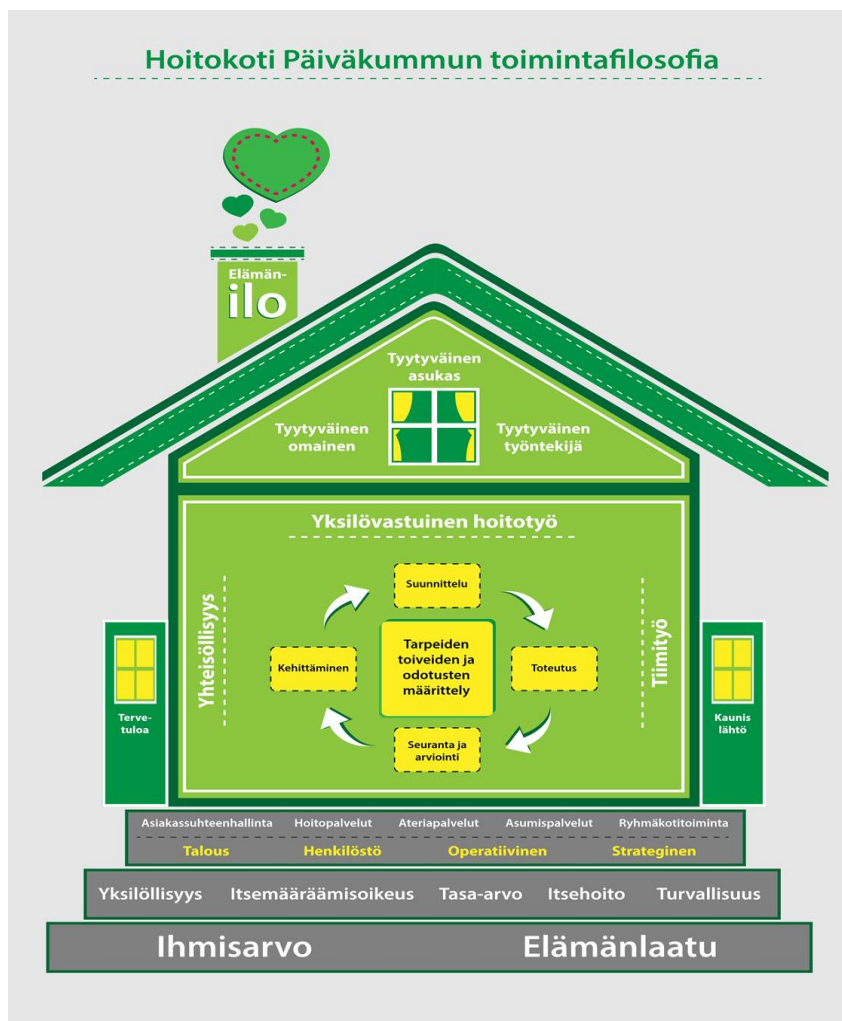 Hoitokoti Päiväkummun toimintafilosofia
Elämän-
ilo
Tyytyväinen
asukas
Tyytyväinen
omainen
Tyytyväinen
työntekijä
Yksilövastuinen hoitotyö
Yhteisöllisyys
Suunnittelu
Kehittäminen
Tarpeiden
toiveiden ja
odotusten
määrittely
Toteutus
Seuranta ja
arviointi
Tiimityö
Terve-
tuloa
Kaunis
lähtö
Asiakassuhteenhallinta Hoitopalvelut Ateriapalvelut Asumispalvelut Ryhmäkotitoiminta
Talous Henkilöstö Operatiivinen Strateginen
Yksilöllisyys Itsemääräämisoikeus Tasa-arvo Itsehoito Turvallisuus
Ihmisarvo Elämänlaatu